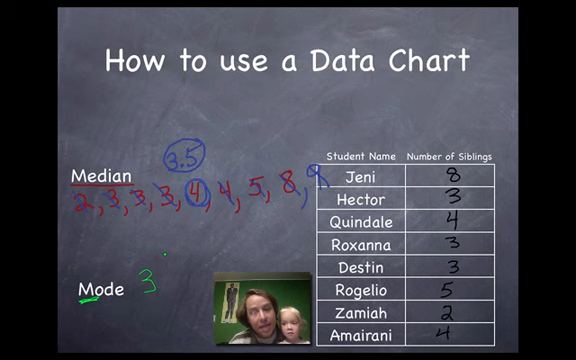 How to use a Data Chart
3.5
Median
2, 3, 3, 3, 4, 4, 5, 8, 9
Mode 3
Student Name Number of Siblings
Jeni 8
Hector 3
Quindale 4
Roxanna 3
Destin 3
Rogelio 5
Zamiah 2
Amairani 4